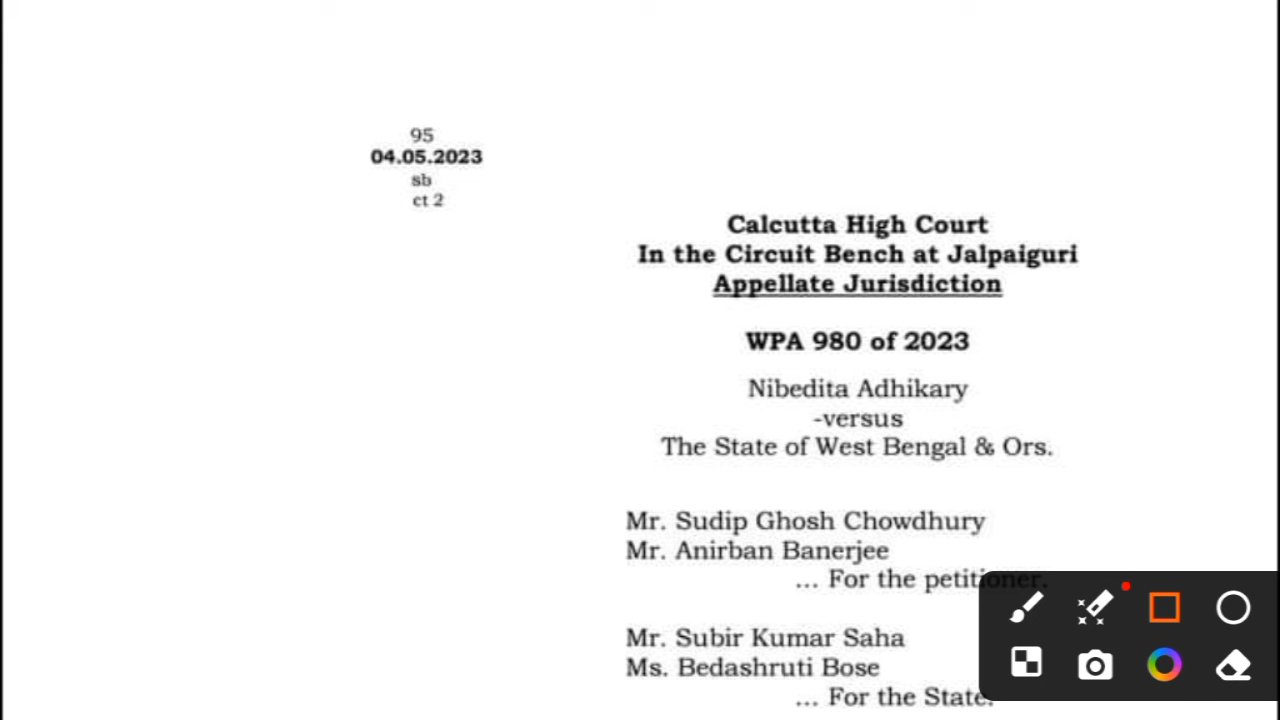 95
04.05.2023
sb
ct 2
Calcutta High Court
In the Circuit Bench at Jalpaiguri
Appellate Jurisdiction
WPA 980 of 2023
Nibedita Adhikary
-versus
The State of West Bengal & Ors.
Mr. Sudip Ghosh Chowdhury
Mr. Anirban Banerjee
... For the petitioner.
Mr. Subir Kumar Saha
Ms. Bedashruti Bose
... For the State.